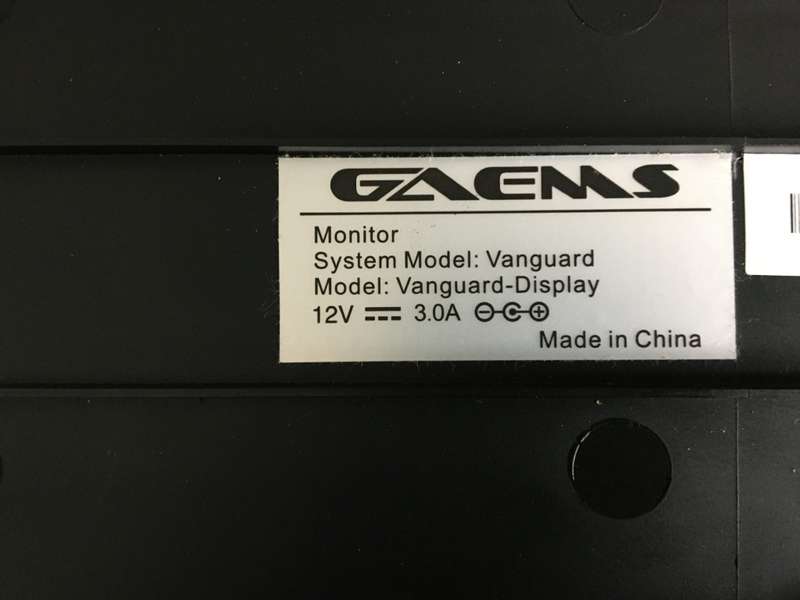 GAEMS
Monitor
System Model: Vanguard
Model: Vanguard-Display
12V ⎓ 3.0A
Made in China